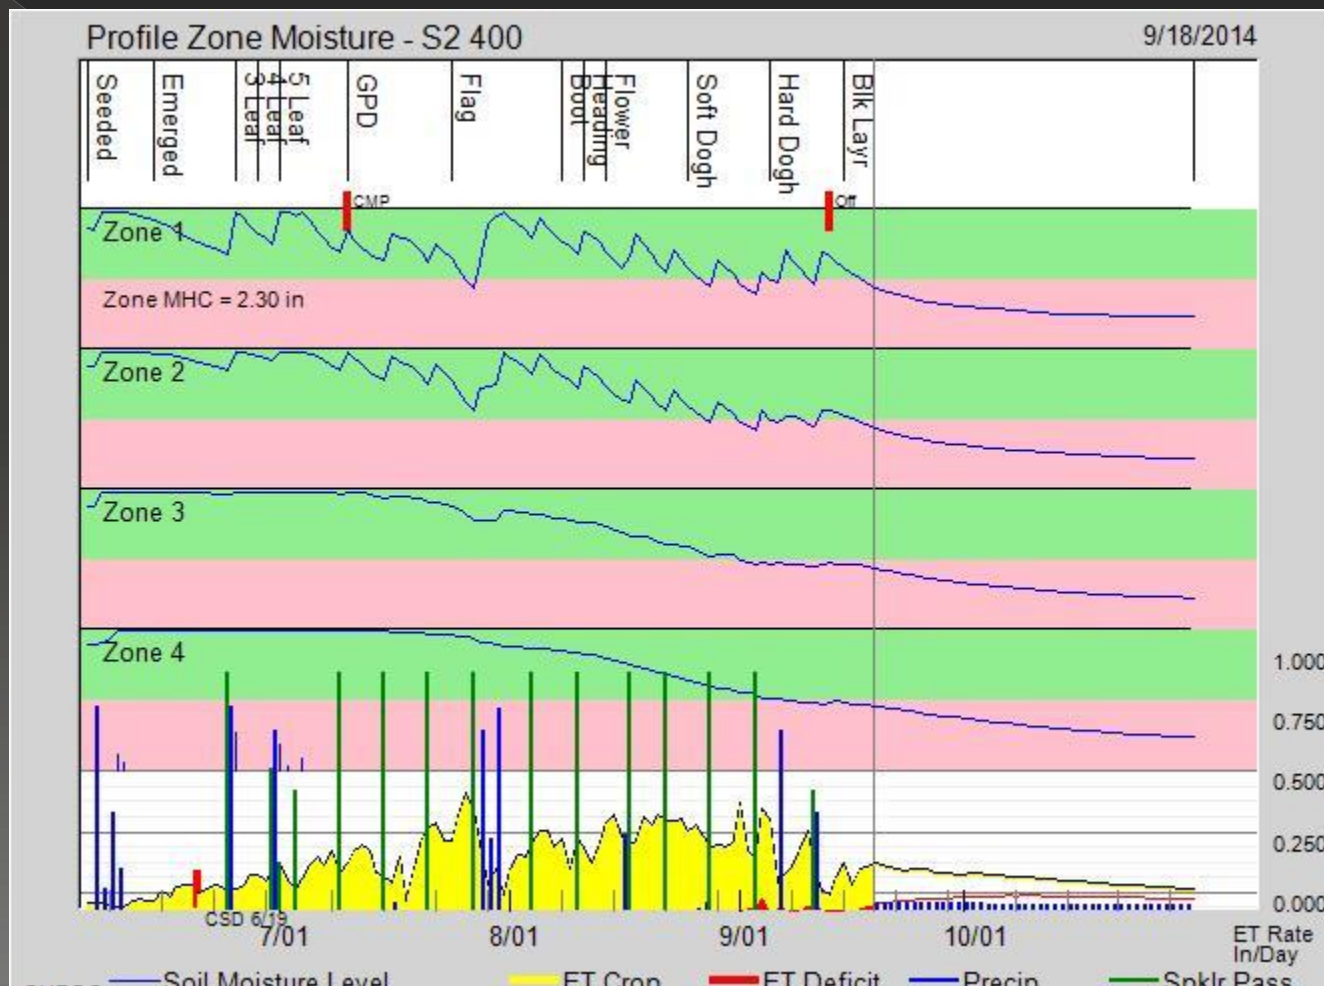 Profile Zone Moisture - S2 400
9/18/2014
Seeded
Emerged
3 Leaf
4 Leaf
5 Leaf
GPD
Flag
Boot
Heading
Flower
Soft Dogh
Hard Dogh
Blk Layr
CMP
Off
Zone 1
Zone MHC = 2.30 in
Zone 2
Zone 3
Zone 4
1.000
0.750
0.500
0.250
0.000
CSD 6/19
7/01
8/01
9/01
10/01
ET Rate
In/Day
Soil Moisture Level
ET Crop
ET Deficit
Precip
Spklr Pass